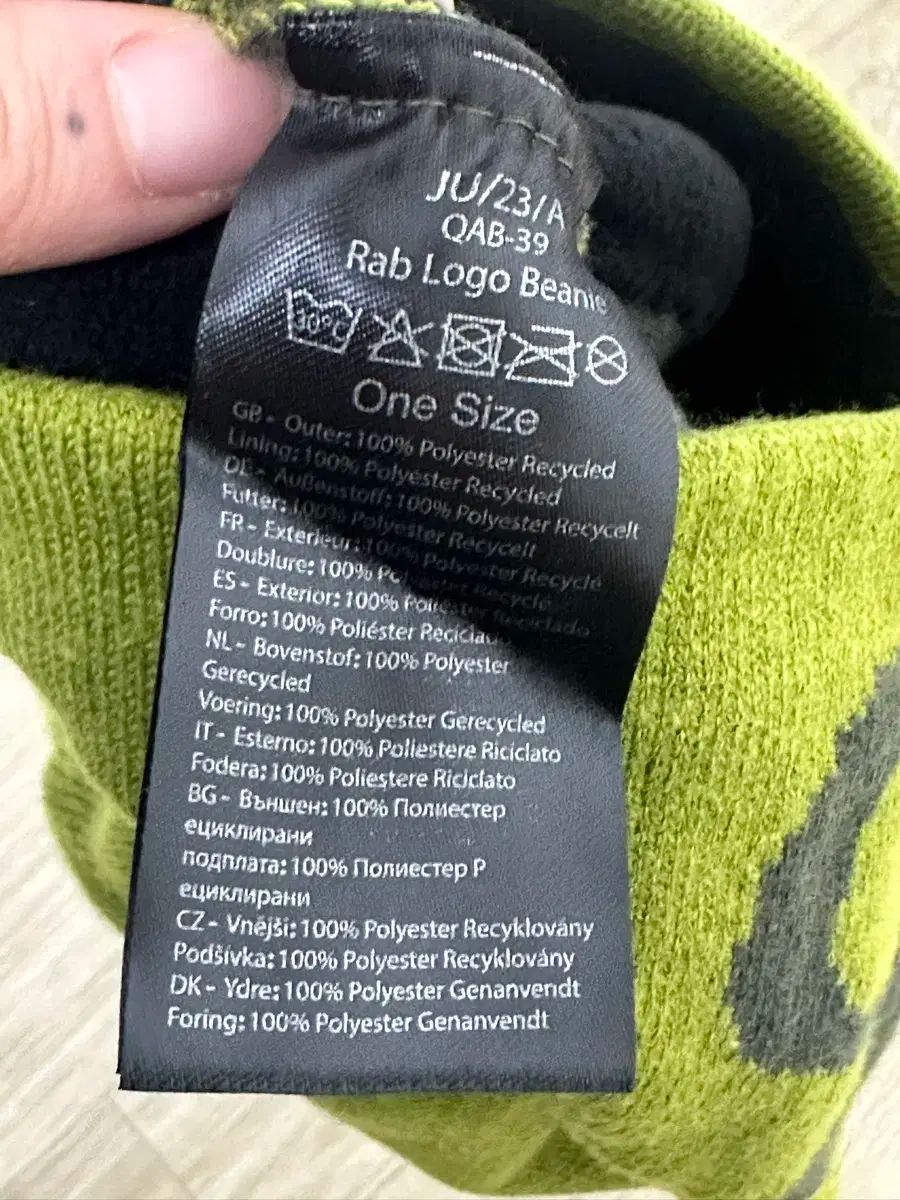 JU/23/A
QAB-39
Rab Logo Beanie
30°C
One Size
GB - Outer: 100% Polyester Recycled
Lining: 100% Polyester Recycled
DE - Außenstoff: 100% Polyester Recycelt
Futter: 100% Polyester Recycelt
FR - Exterieur: 100% Polyester Recyclé
Doublure: 100% Polyester Recycle
ES - Exterior: 100% Poliéster Reciclado
Forro: 100% Poliéster Reciclado
NL - Bovenstof: 100% Polyester
Gerecycled
Voering: 100% Polyester Gerecycled
IT - Esterno: 100% Poliestere Riciclato
Fodera: 100% Poliestere Riciclato
BG - Външен: 100% Полиестер
ециклирани
подплата: 100% Полиестер Р
ециклирани
CZ - Vnější: 100% Polyester Recyklovány
Podšívka: 100% Polyester Recyklovány
DK - Ydre: 100% Polyester Genanvendt
Foring: 100% Polyester Genanvendt